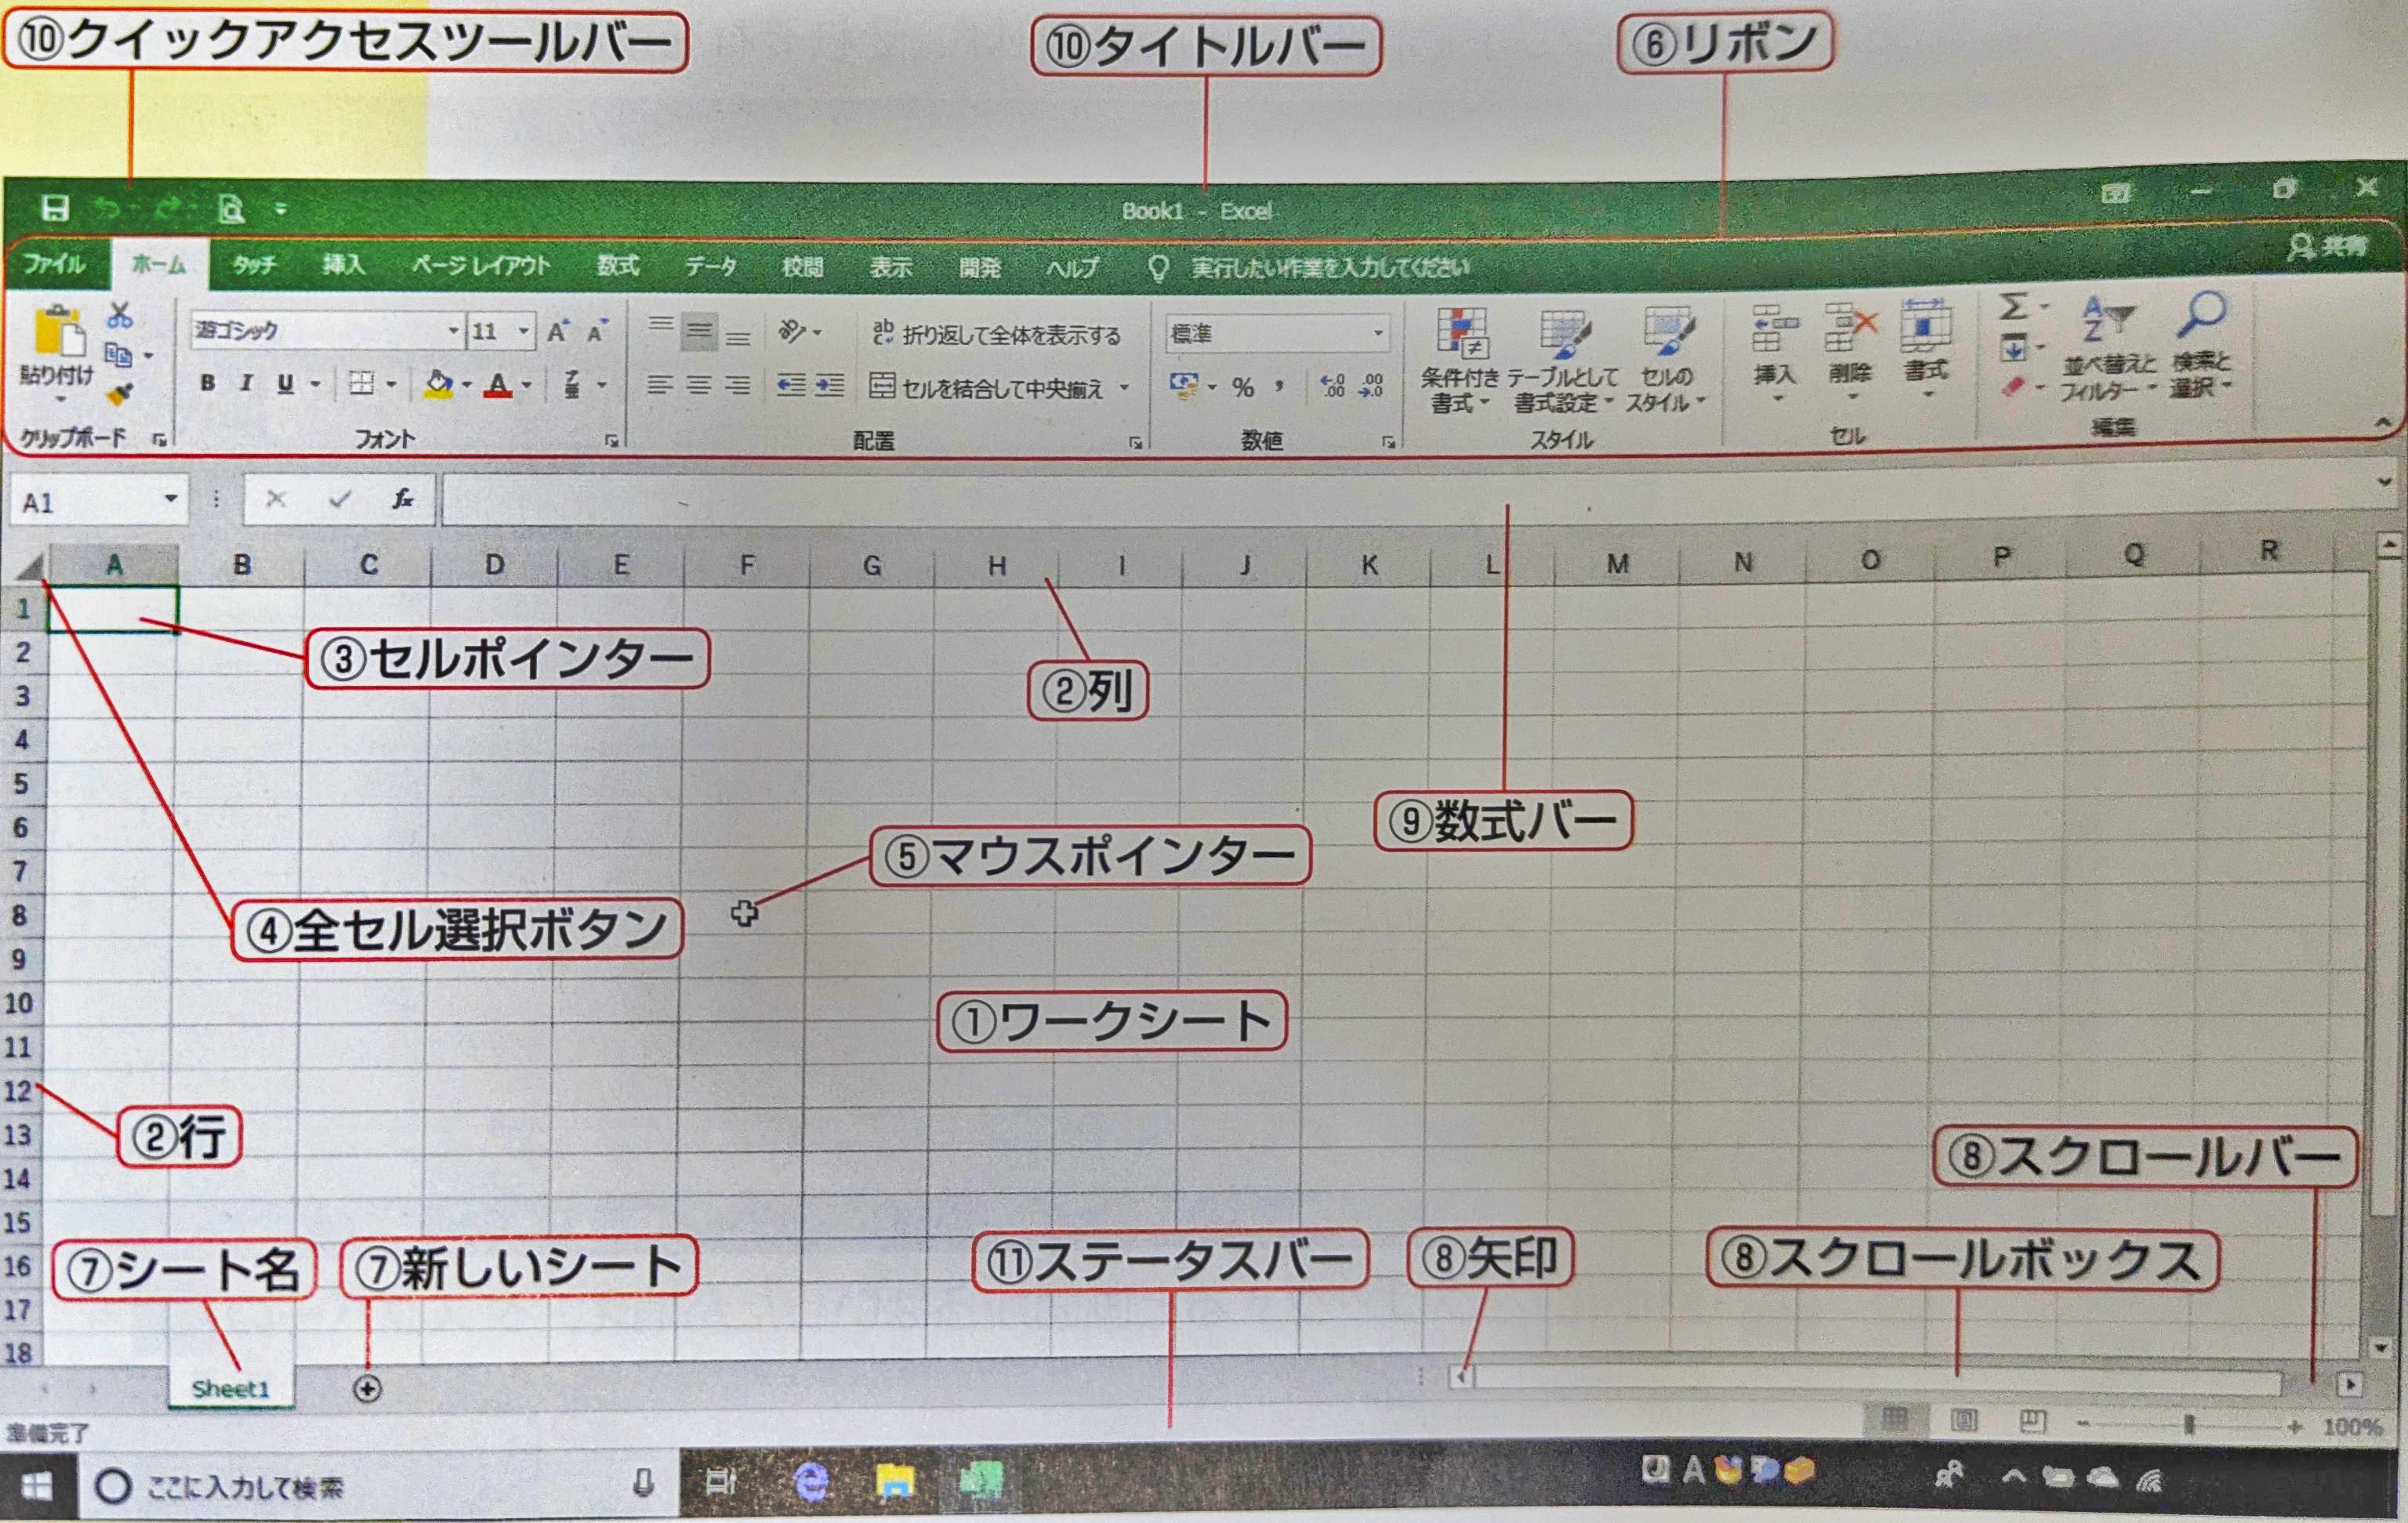 ⑩クイックアクセスツールバー
⑩タイトルバー
⑥リボン
Book1 - Excel
ファイル ホーム タッチ 挿入 ページ レイアウト 数式 データ 校閲 表示 開発 ヘルプ 実行したい作業を入力してください 共有
游ゴシック 11 A A ab 折り返して全体を表示する 標準
貼り付け B I U A ア亜 セルを結合して中央揃え % , 条件付き書式 テーブルとして書式設定 セルのスタイル 挿入 削除 書式 Σ 並べ替えとフィルター 検索と選択
クリップボード フォント 配置 数値 スタイル セル 編集
A1 fx
A B C D E F G H I J K L M N O P Q R
1
③セルポインター
2
②列
3
4
5
⑨数式バー
6
⑤マウスポインター
7
8
④全セル選択ボタン
9
10
①ワークシート
11
12
②行
13
⑧スクロールバー
14
15
⑦シート名 ⑦新しいシート ⑪ステータスバー ⑧矢印 ⑧スクロールボックス
16
17
18
Sheet1
準備完了 100%
ここに入力して検索 A